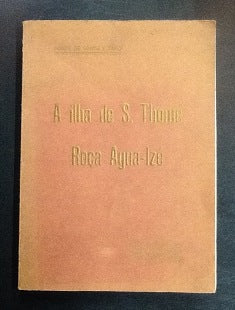 A ilha de S. Thomé
Roça Agua-Izé